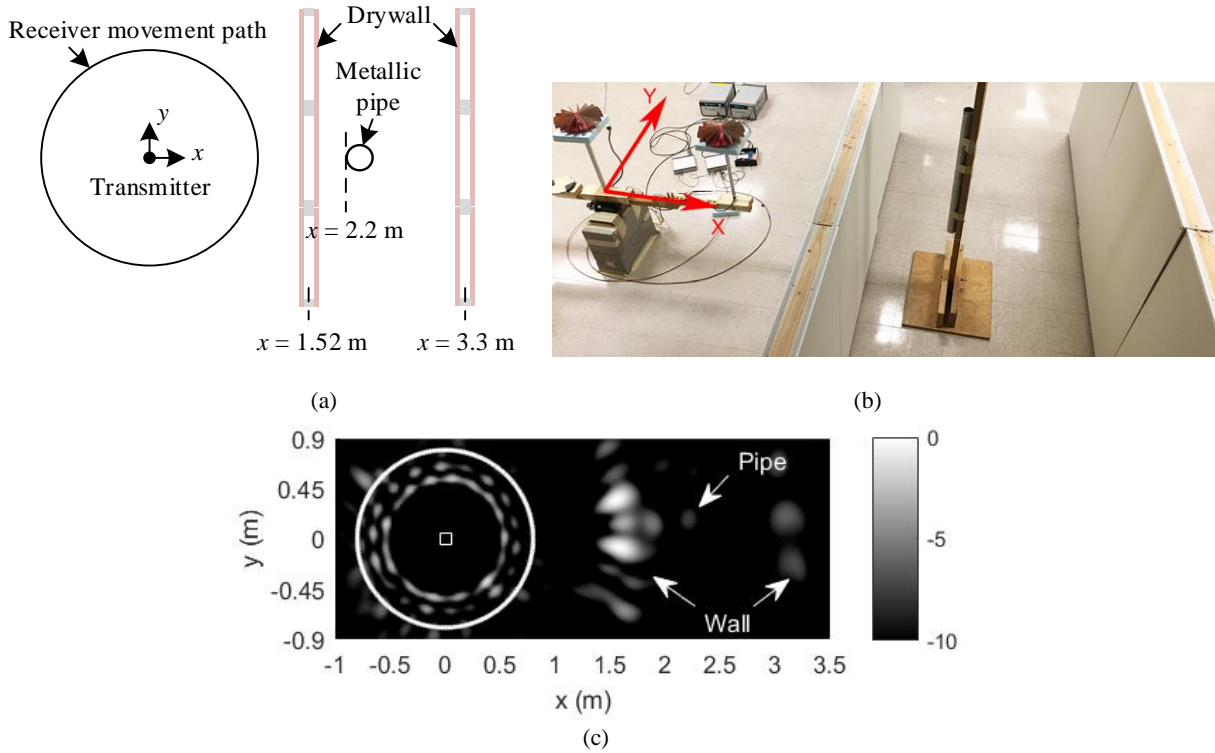 Receiver movement path
Drywall
Metallic
pipe
y
x
Transmitter
x = 2.2 m
x = 1.52 m
x = 3.3 m
(a)
Y
X
(b)
0.9
0.45
0
-0.45
-0.9
y (m)
Pipe
Wall
-1 -0.5 0 0.5 1 1.5 2 2.5 3 3.5
x (m)
0
-5
-10
(c)